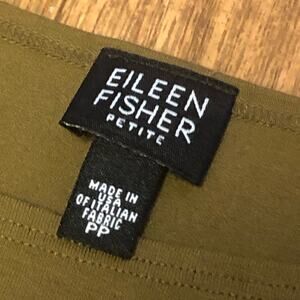 EILEEN
FISHER
PETITE
MADE IN
USA
OF ITALIAN
FABRIC
PP